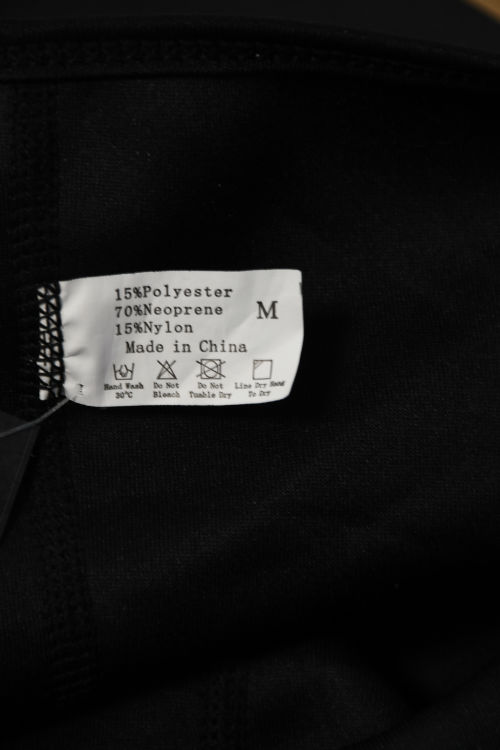 15%Polyester
70%Neoprene
15%Nylon
M
Made in China
Hand Wash 30°C
Do Not Bleach
Do Not Tumble Dry
Line Dry Hand To Dry